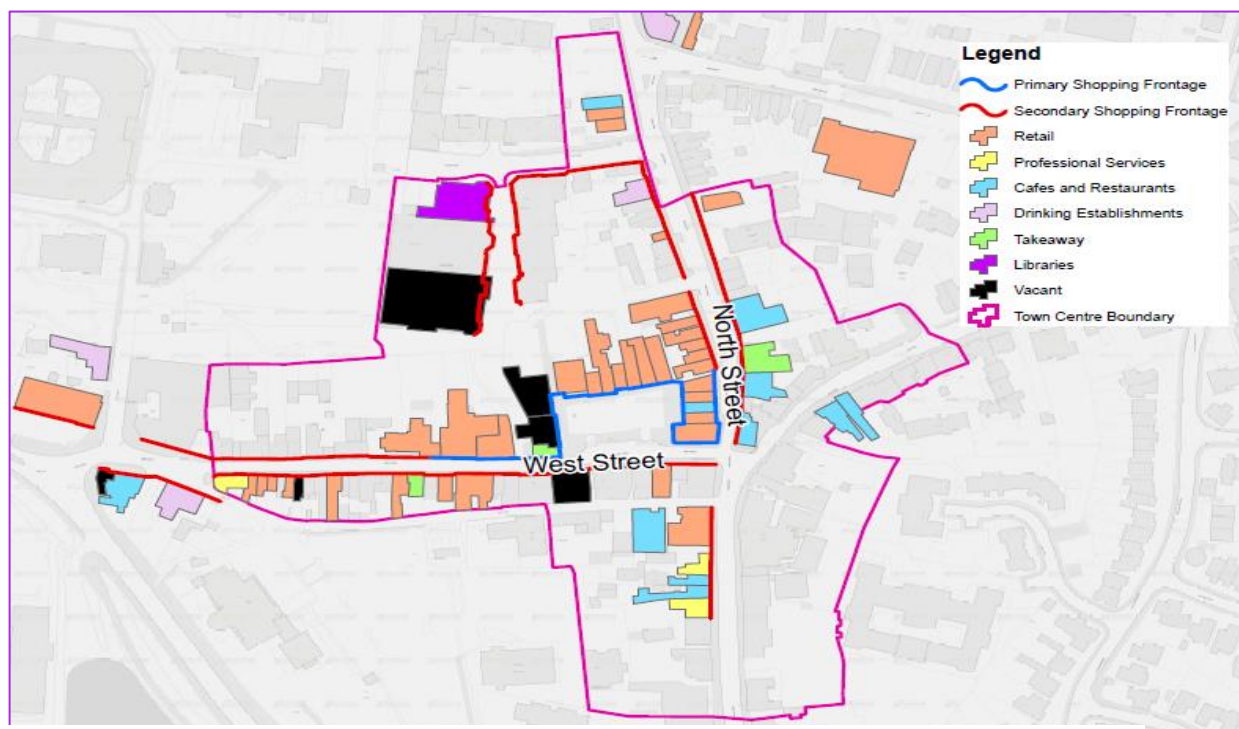 Legend
Primary Shopping Frontage
Secondary Shopping Frontage
Retail
Professional Services
Cafes and Restaurants
Drinking Establishments
Takeaway
Libraries
Vacant
Town Centre Boundary
North Street
West Street